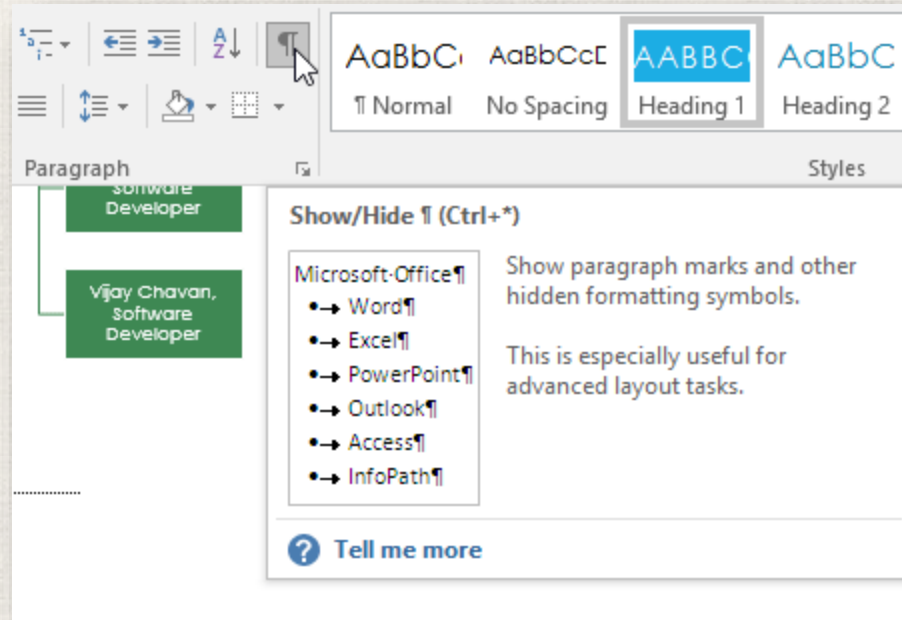 AaBbC AaBbCcD AABBC AaBbC
¶ Normal No Spacing Heading 1 Heading 2
Paragraph Styles
Software
Developer
Vijay Chavan,
Software
Developer
Show/Hide ¶ (Ctrl+*)
Microsoft·Office¶
•→ Word¶
•→ Excel¶
•→ PowerPoint¶
•→ Outlook¶
•→ Access¶
•→ InfoPath¶
Show paragraph marks and other
hidden formatting symbols.
This is especially useful for
advanced layout tasks.
Tell me more